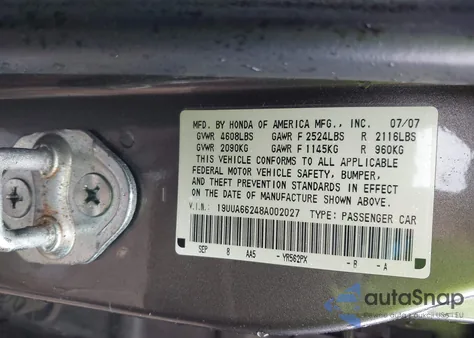 MFD. BY HONDA OF AMERICA MFG., INC. 07/07
GVWR 4608LBS GAWR F 2524LBS R 2116LBS
GVWR 2090KG GAWR F 1145KG R 960KG
THIS VEHICLE CONFORMS TO ALL APPLICABLE
FEDERAL MOTOR VEHICLE SAFETY, BUMPER,
AND THEFT PREVENTION STANDARDS IN EFFECT
ON THE DATE OF MANUFACTURE SHOWN ABOVE.
V.I.N.: 19UUA66248A002027 TYPE: PASSENGER CAR
SEP 8 AA5 - YR562PX - B - A
autoSnap